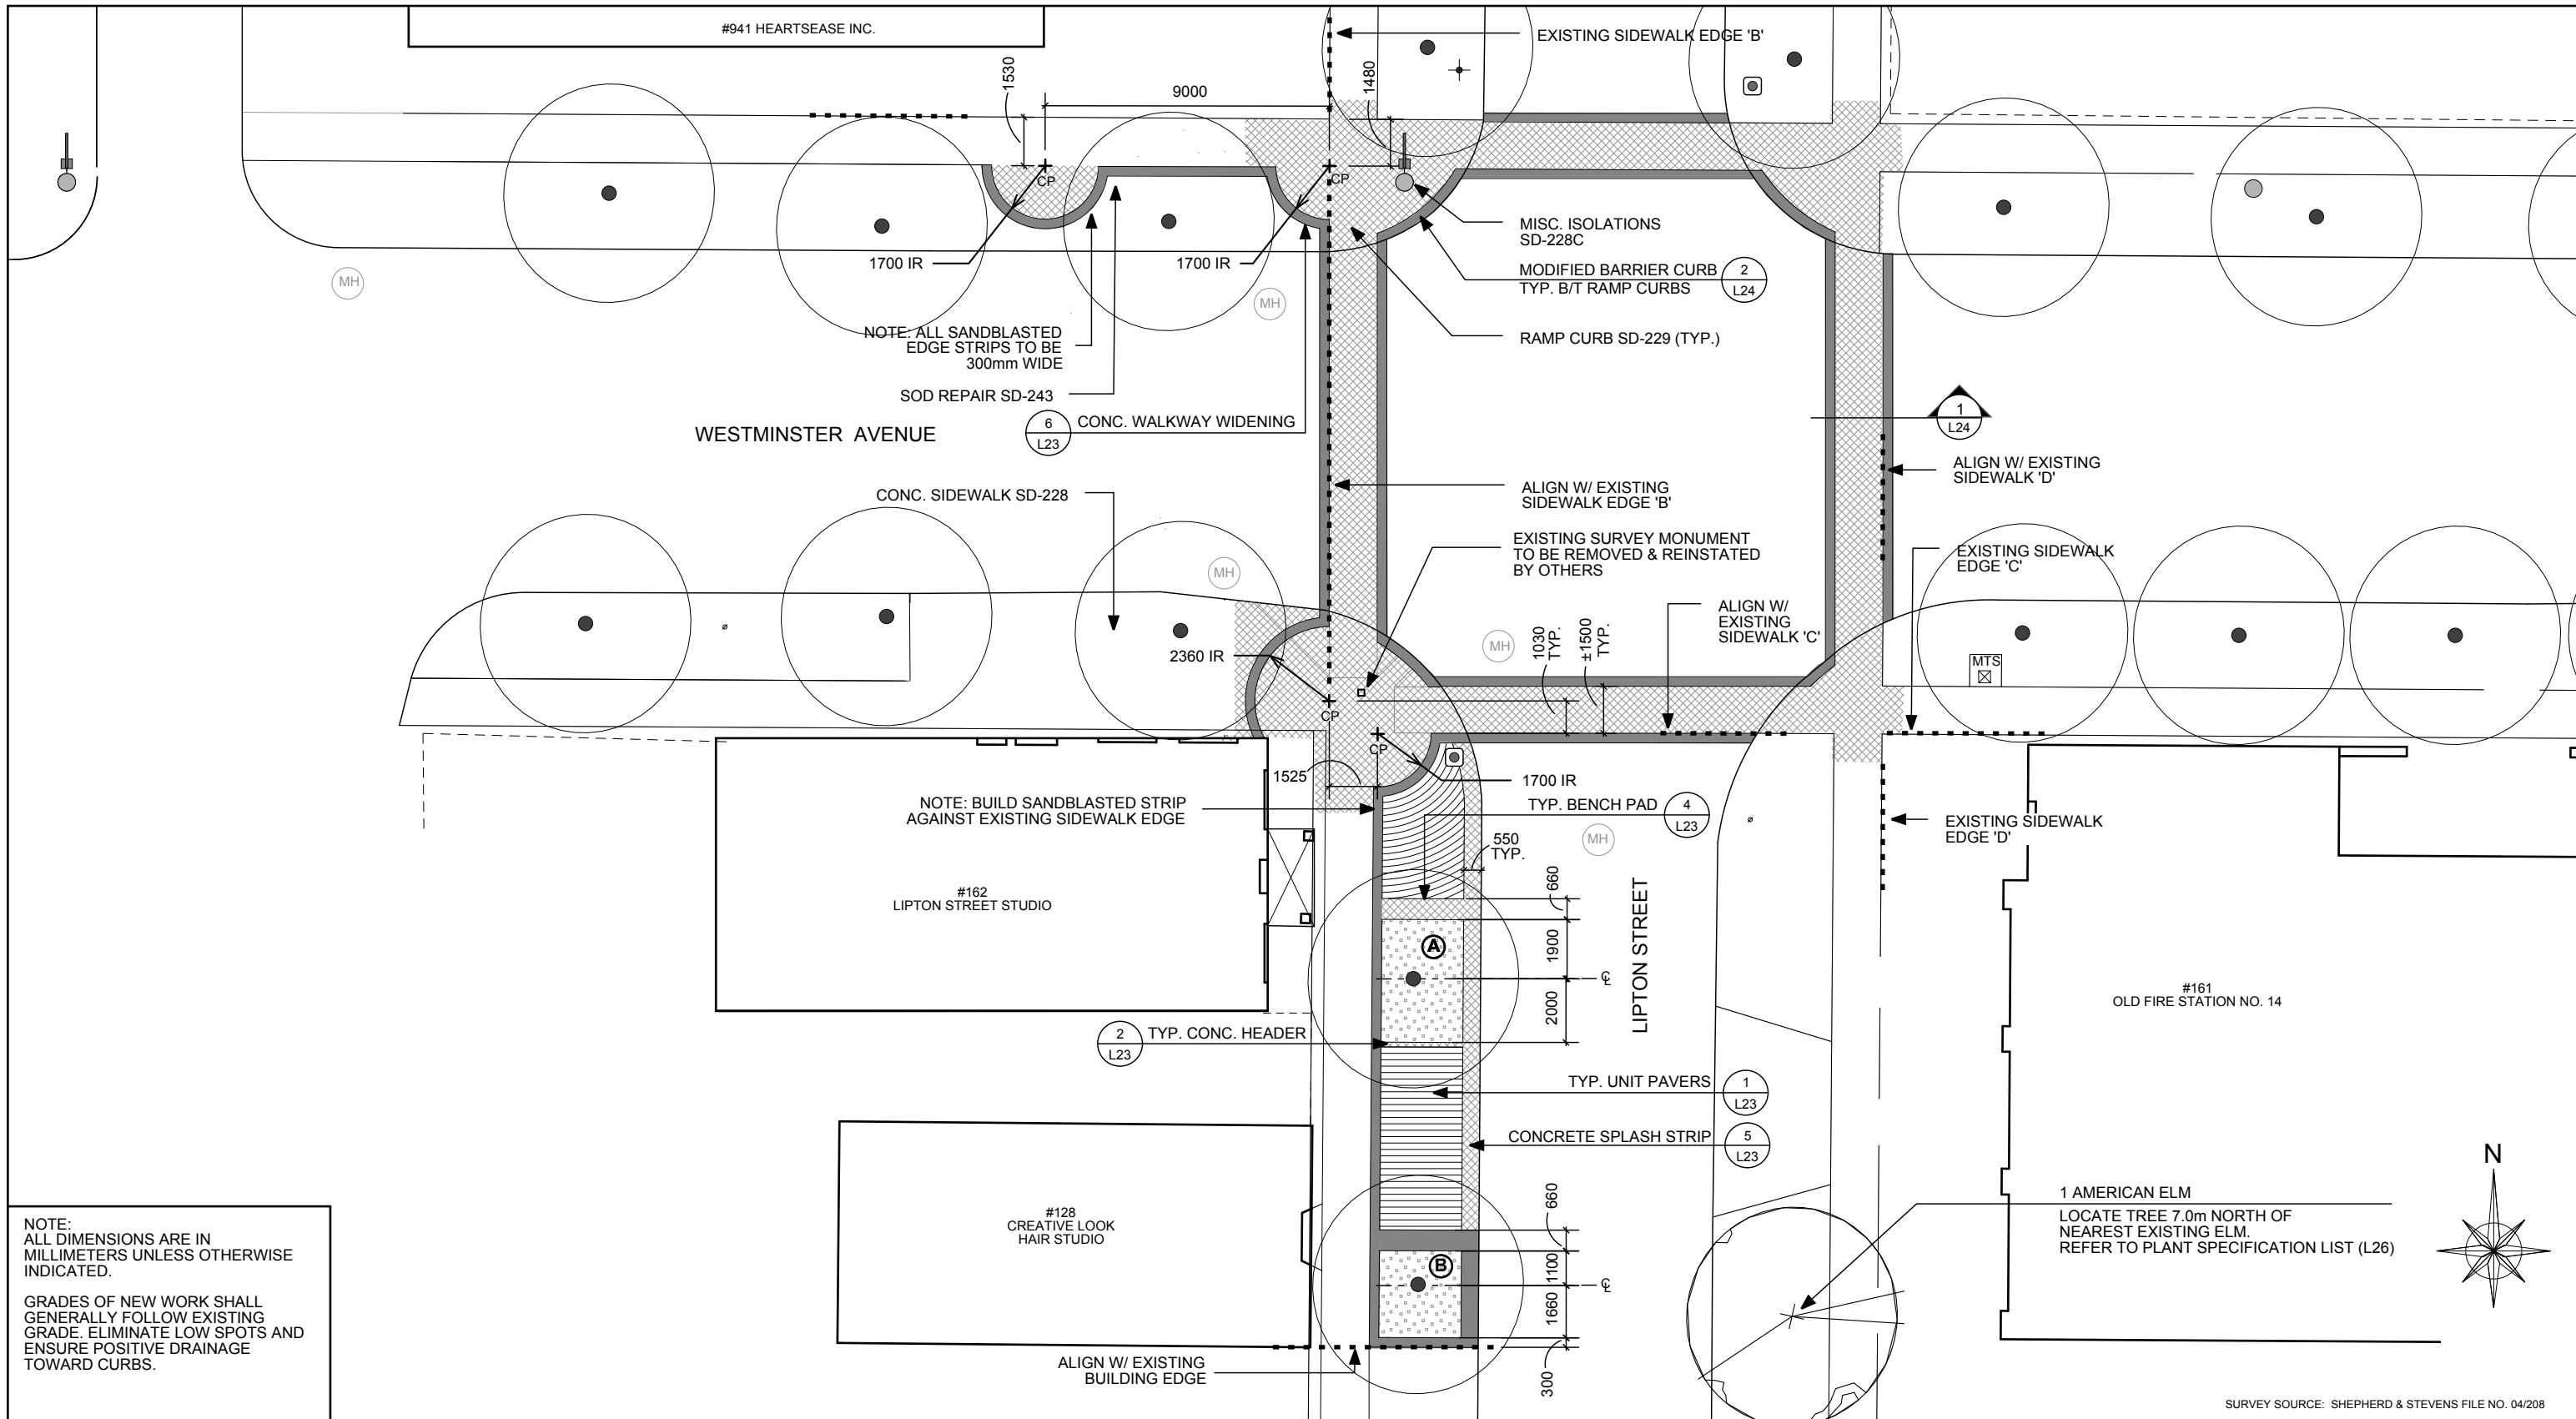 #941 HEARTSEASE INC.
EXISTING SIDEWALK EDGE 'B'
1530
9000
1480
CP
CP
MISC. ISOLATIONS
SD-228C
1700 IR
1700 IR
MODIFIED BARRIER CURB
TYP. B/T RAMP CURBS
2
L24
MH
MH
NOTE: ALL SANDBLASTED
EDGE STRIPS TO BE
300mm WIDE
RAMP CURB SD-229 (TYP.)
SOD REPAIR SD-243
6
L23
CONC. WALKWAY WIDENING
WESTMINSTER AVENUE
1
L24
ALIGN W/ EXISTING
SIDEWALK 'D'
CONC. SIDEWALK SD-228
ALIGN W/ EXISTING
SIDEWALK EDGE 'B'
EXISTING SURVEY MONUMENT
TO BE REMOVED & REINSTATED
BY OTHERS
EXISTING SIDEWALK
EDGE 'C'
MH
ALIGN W/
EXISTING
SIDEWALK 'C'
1030
TYP.
±1500
TYP.
MH
2360 IR
MTS
CP
CP
1525
1700 IR
NOTE: BUILD SANDBLASTED STRIP
AGAINST EXISTING SIDEWALK EDGE
TYP. BENCH PAD
4
L23
EXISTING SIDEWALK
EDGE 'D'
550
TYP.
MH
#162
LIPTON STREET STUDIO
660
A
1900
LIPTON STREET
℄
2000
#161
OLD FIRE STATION NO. 14
2
L23
TYP. CONC. HEADER
TYP. UNIT PAVERS
1
L23
CONCRETE SPLASH STRIP
5
L23
N
#128
CREATIVE LOOK
HAIR STUDIO
660
1 AMERICAN ELM
LOCATE TREE 7.0m NORTH OF
NEAREST EXISTING ELM.
REFER TO PLANT SPECIFICATION LIST (L26)
B
1100
℄
1660
300
ALIGN W/ EXISTING
BUILDING EDGE
NOTE:
ALL DIMENSIONS ARE IN
MILLIMETERS UNLESS OTHERWISE
INDICATED.
GRADES OF NEW WORK SHALL
GENERALLY FOLLOW EXISTING
GRADE. ELIMINATE LOW SPOTS AND
ENSURE POSITIVE DRAINAGE
TOWARD CURBS.
SURVEY SOURCE: SHEPHERD & STEVENS FILE NO. 04/208